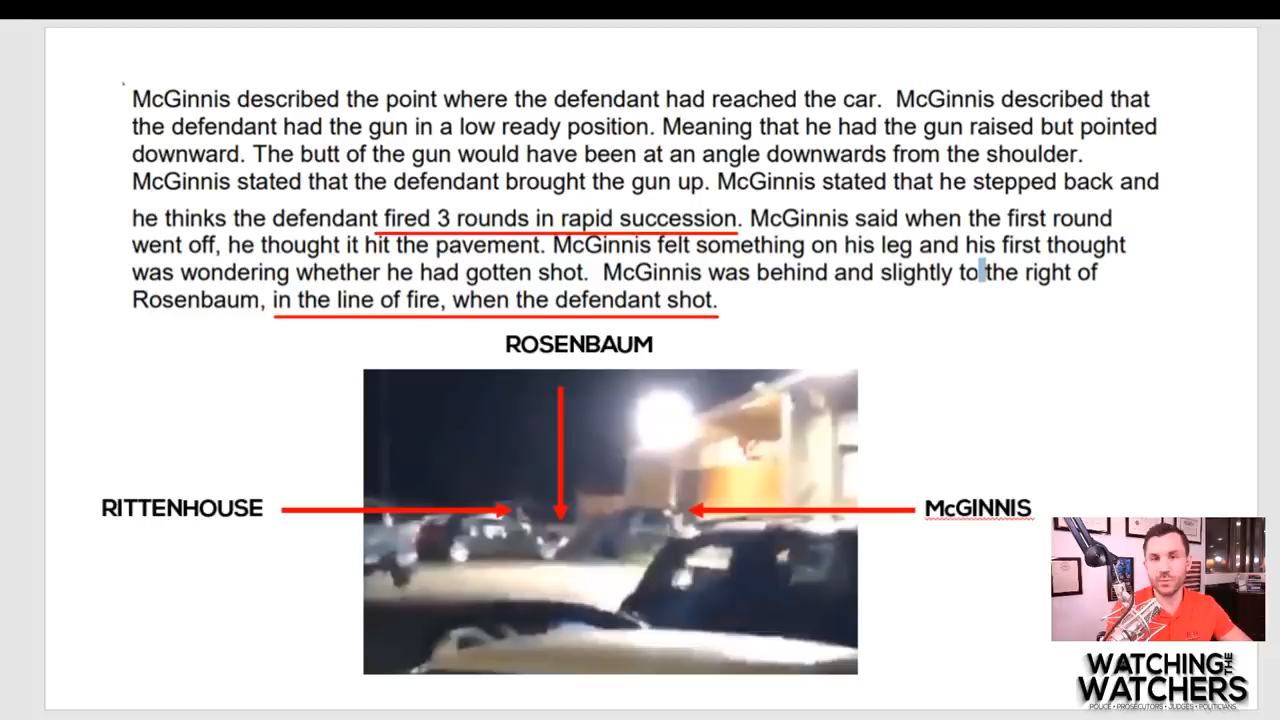 McGinnis described the point where the defendant had reached the car. McGinnis described that
the defendant had the gun in a low ready position. Meaning that he had the gun raised but pointed
downward. The butt of the gun would have been at an angle downwards from the shoulder.
McGinnis stated that the defendant brought the gun up. McGinnis stated that he stepped back and
he thinks the defendant fired 3 rounds in rapid succession. McGinnis said when the first round
went off, he thought it hit the pavement. McGinnis felt something on his leg and his first thought
was wondering whether he had gotten shot. McGinnis was behind and slightly to the right of
Rosenbaum, in the line of fire, when the defendant shot.
ROSENBAUM
RITTENHOUSE
McGINNIS
WATCHING THE
WATCHERS
POLICE • PROSECUTORS • JUDGES • POLITICIANS